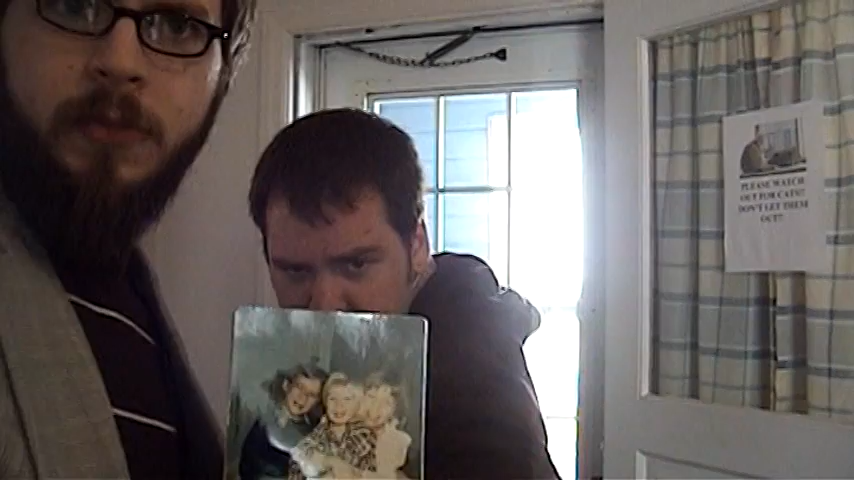 PLEASE WATCH
OUT FOR CATS!!
DON'T LET THEM
OUT!!